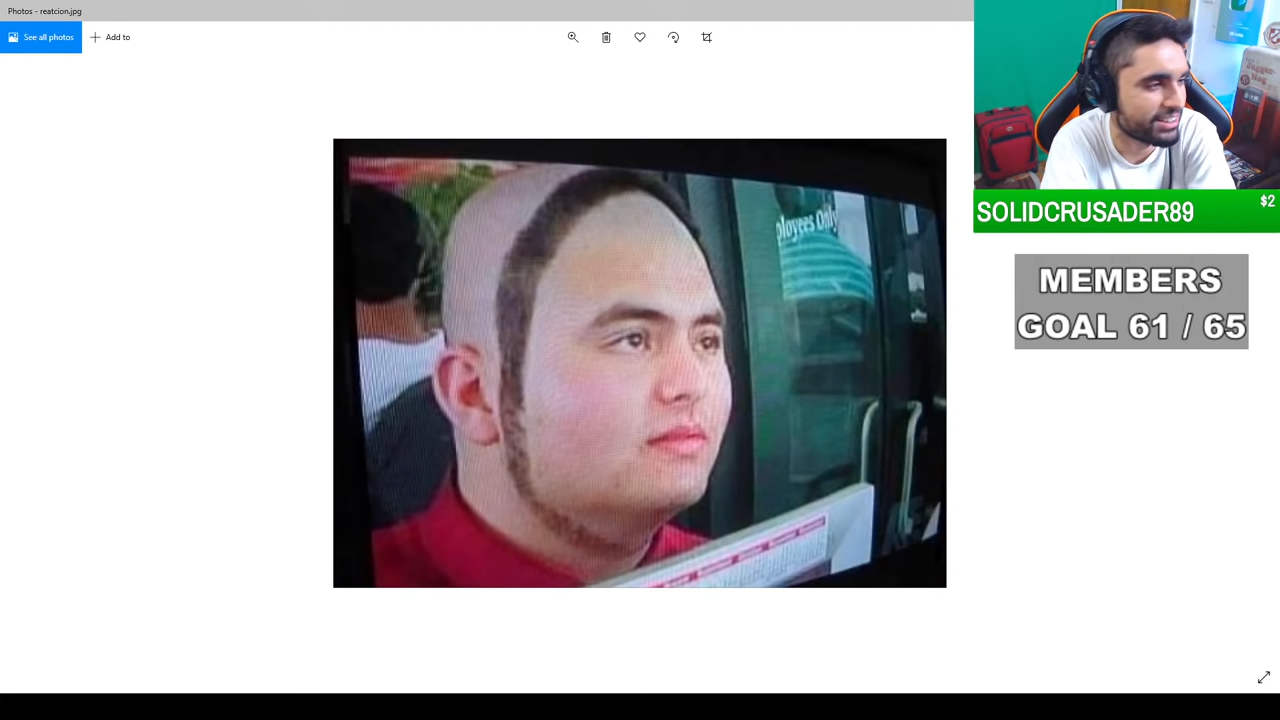 Photos - reatcion.jpg
See all photos
Add to
SOLIDCRUSADER89
$2
MEMBERS
GOAL 61 / 65
ployees Only